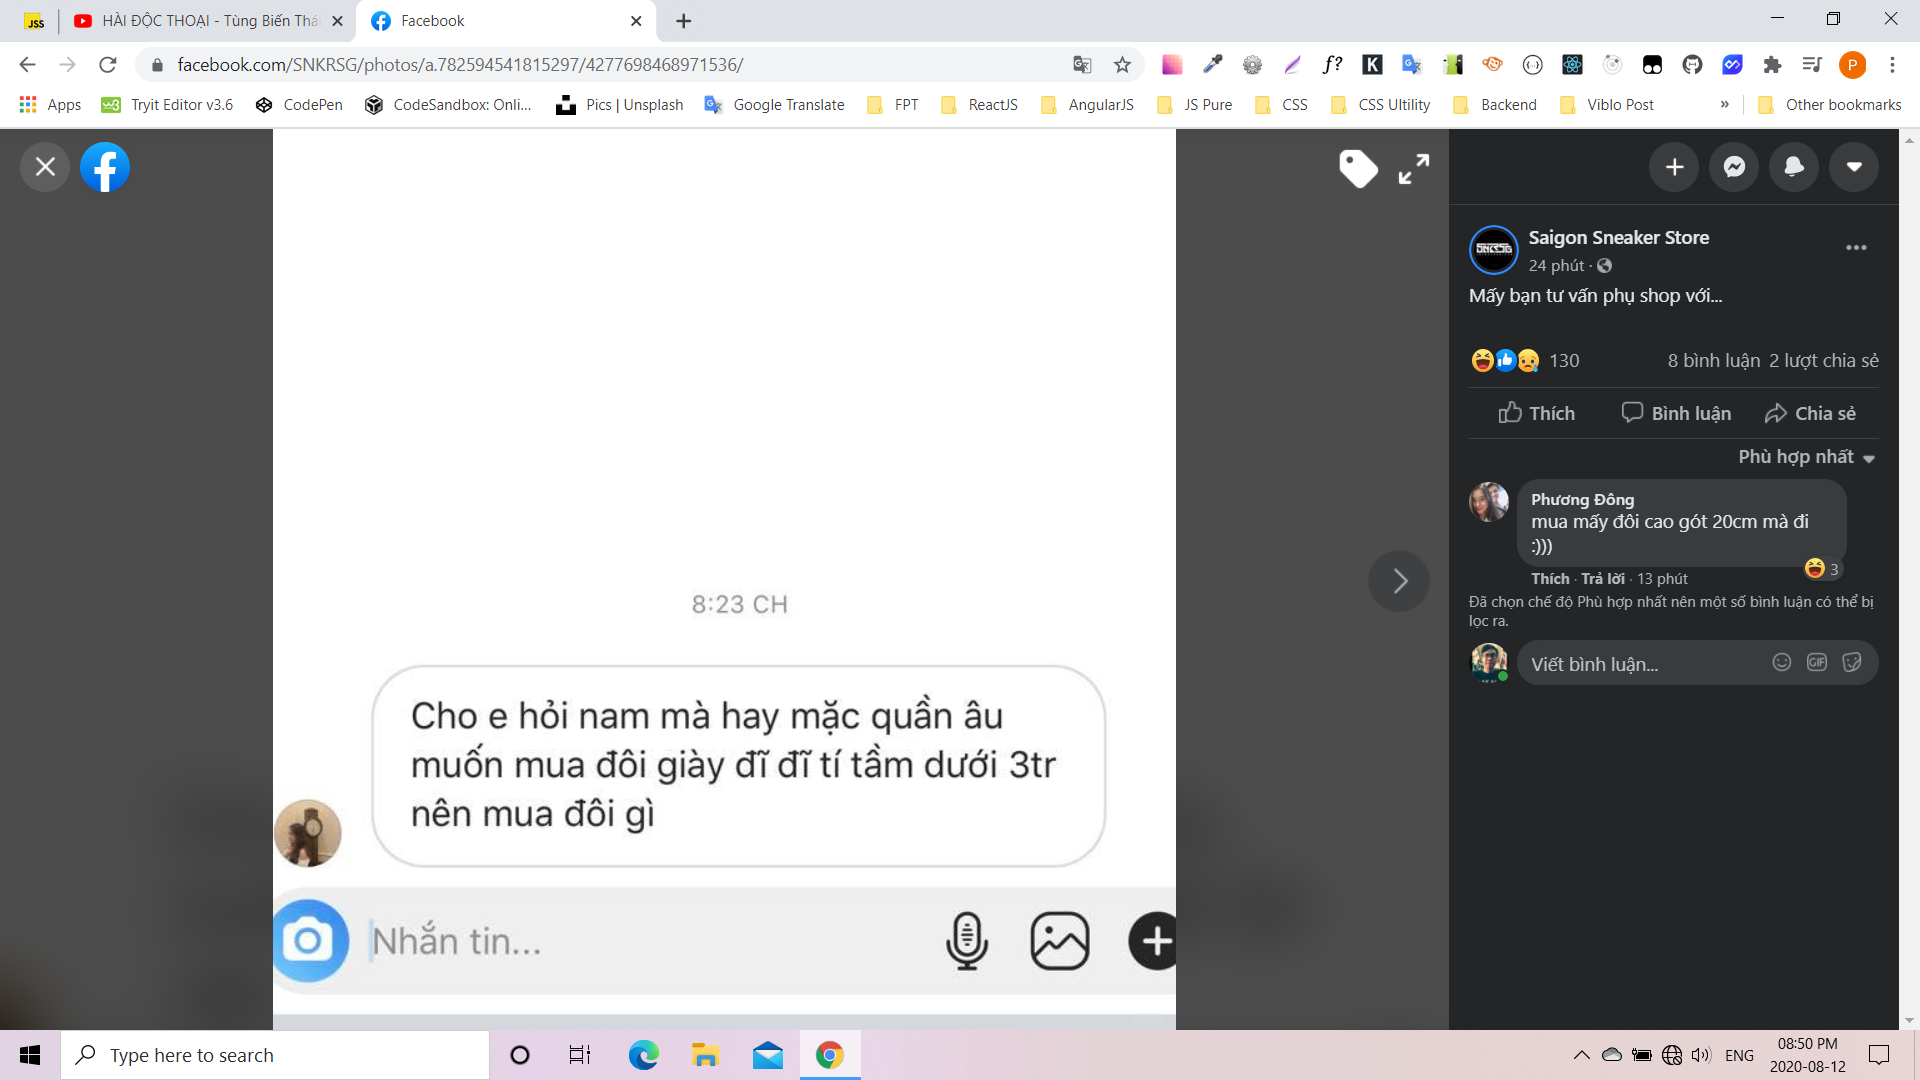 JSS
HÀI ĐỘC THOẠI - Tùng Biến Thá
Facebook
facebook.com/SNKRSG/photos/a.782594541815297/4277698468971536/
f?
K
P
Apps
Tryit Editor v3.6
CodePen
CodeSandbox: Onli...
Pics | Unsplash
Google Translate
FPT
ReactJS
AngularJS
JS Pure
CSS
CSS Ultility
Backend
Viblo Post
»
Other bookmarks
8:23 CH
Cho e hỏi nam mà hay mặc quần âu
muốn mua đôi giày đĩ đĩ tí tầm dưới 3tr
nên mua đôi gì
Nhắn tin...
SNKRSG
Saigon Sneaker Store
24 phút ·
Mấy bạn tư vấn phụ shop với...
130
8 bình luận 2 lượt chia sẻ
Thích
Bình luận
Chia sẻ
Phù hợp nhất
Phương Đông
mua mấy đôi cao gót 20cm mà đi
:)))
3
Thích · Trả lời · 13 phút
Đã chọn chế độ Phù hợp nhất nên một số bình luận có thể bị
lọc ra.
Viết bình luận...
GIF
Type here to search
ENG
08:50 PM
2020-08-12